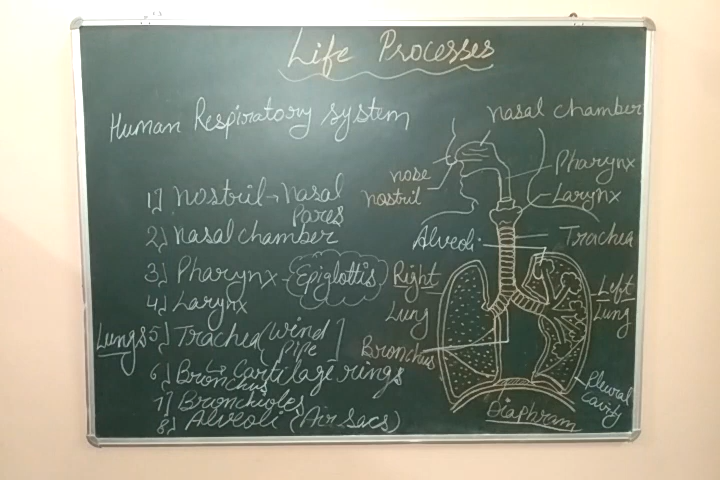 Life Processes
Human Respiratory system
1] Nostril → Nasal
Pares
2] Nasal chamber
3] Pharynx - Epiglottis
4] Larynx
Lungs 5] Trachea (Wind
Pipe
↳ Cartilage rings
6] Bronchus
7] Bronchioles
8] Alveoli (Air Sacs)
nasal chamber
nose
nostril
Pharynx
Larynx
Alveoli
Trachea
Right
Lung
Left
Lung
Bronchus
Pleural
cavity
Diaphram